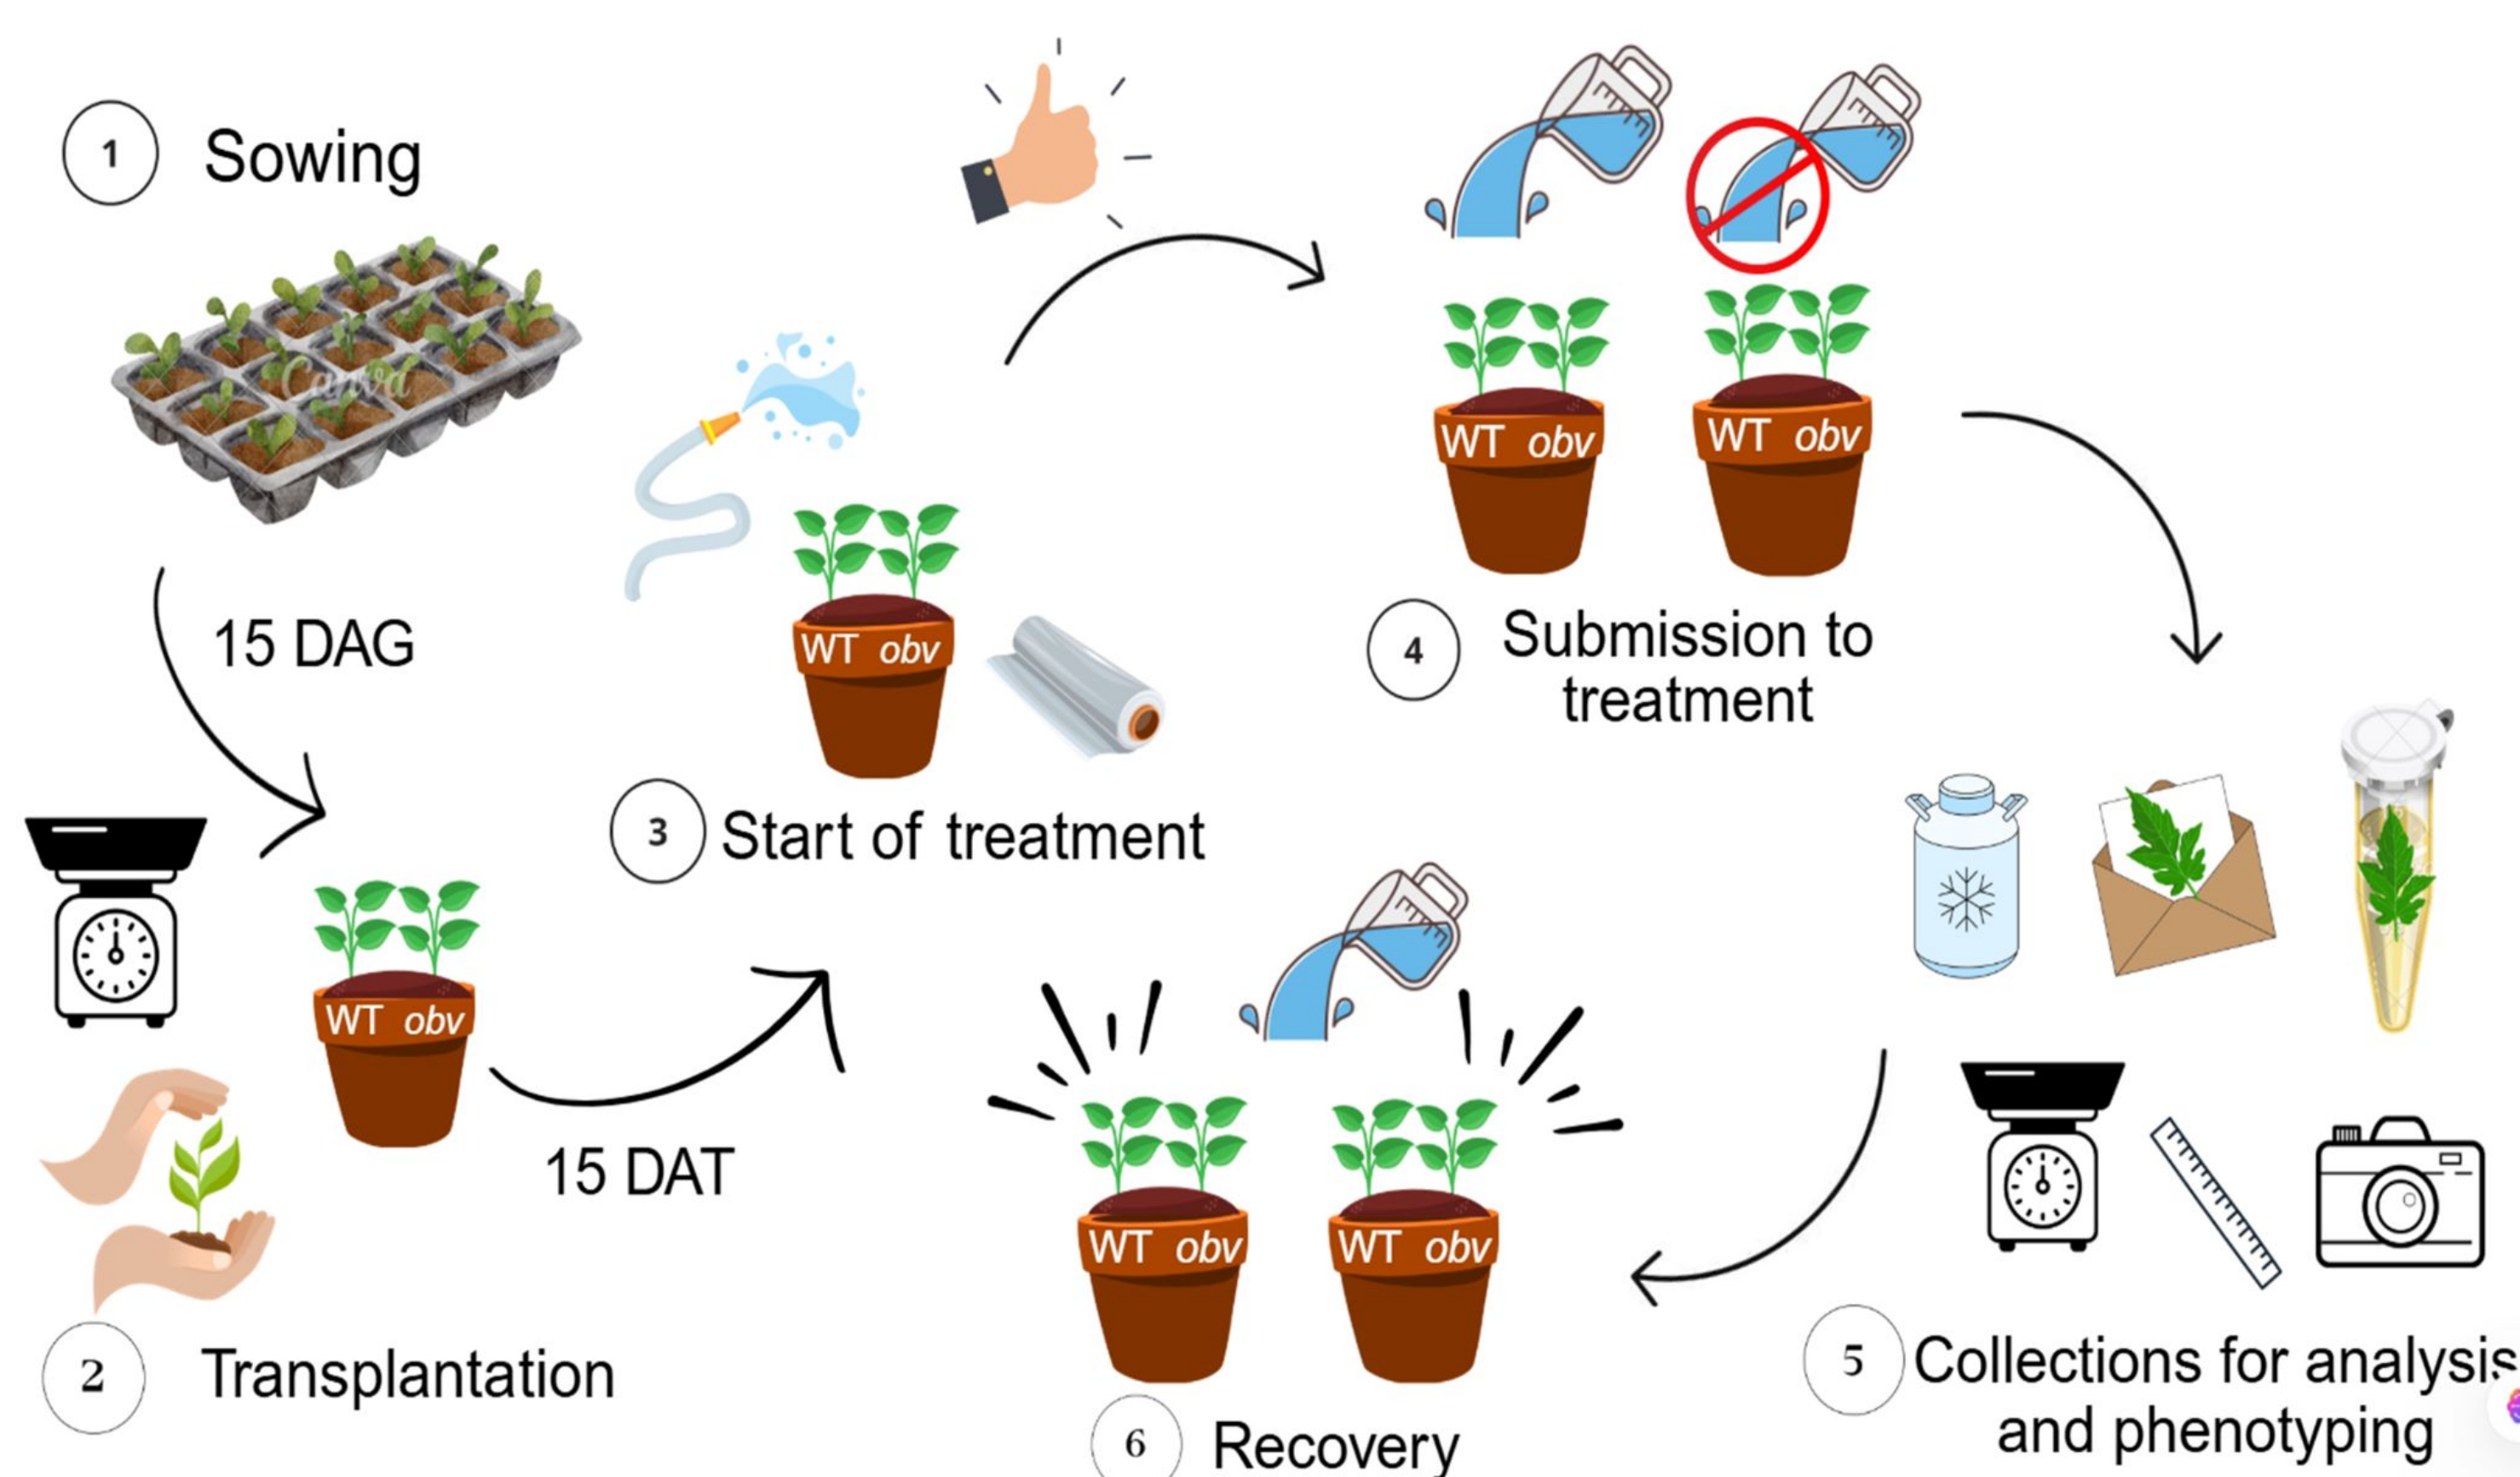 1 Sowing
Canva
15 DAG
WT obv
2 Transplantation
15 DAT
WT obv
3 Start of treatment
WT obv WT obv
4 Submission to
treatment
5 Collections for analysis
and phenotyping
WT obv WT obv
6 Recovery